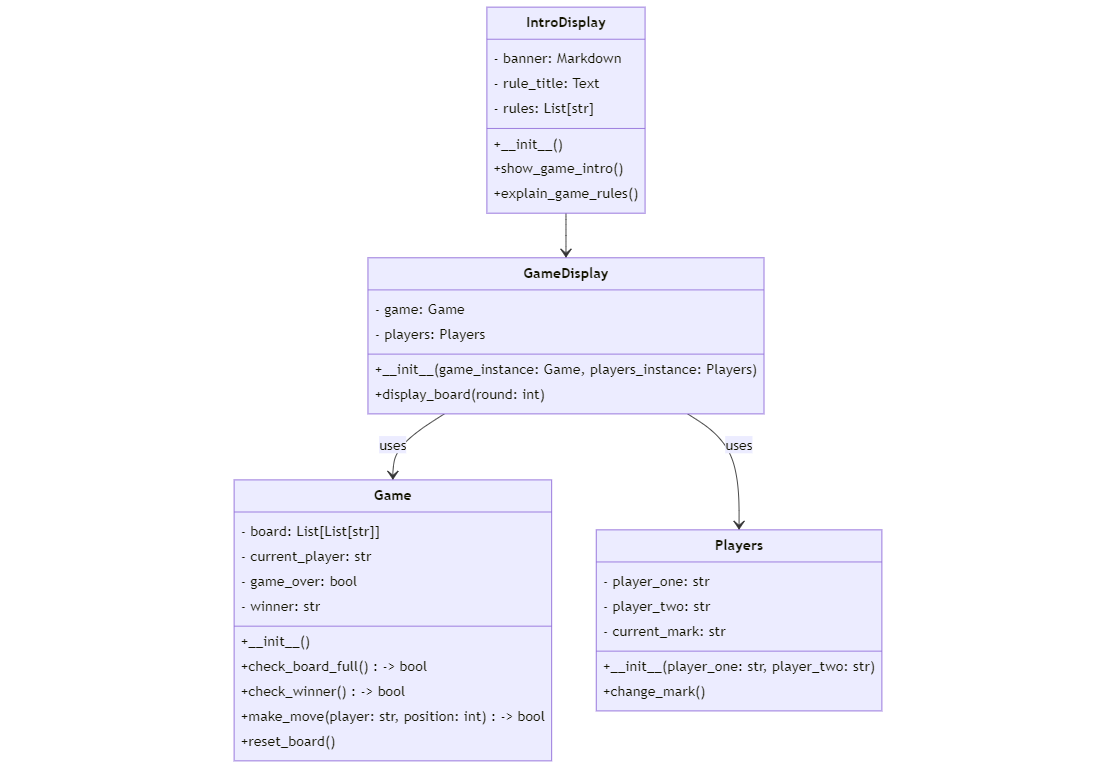 IntroDisplay
- banner: Markdown
- rule_title: Text
- rules: List[str]
+__init__()
+show_game_intro()
+explain_game_rules()
GameDisplay
- game: Game
- players: Players
+__init__(game_instance: Game, players_instance: Players)
+display_board(round: int)
uses
uses
Game
- board: List[List[str]]
- current_player: str
- game_over: bool
- winner: str
+__init__()
+check_board_full() : -> bool
+check_winner() : -> bool
+make_move(player: str, position: int) : -> bool
+reset_board()
Players
- player_one: str
- player_two: str
- current_mark: str
+__init__(player_one: str, player_two: str)
+change_mark()